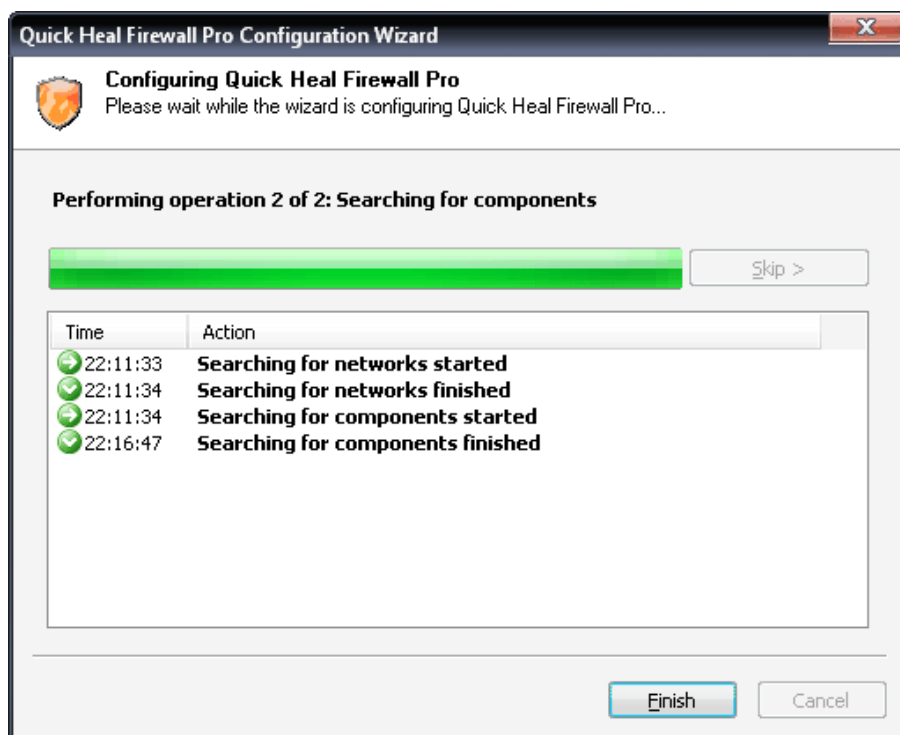 Quick Heal Firewall Pro Configuration Wizard
Configuring Quick Heal Firewall Pro
Please wait while the wizard is configuring Quick Heal Firewall Pro...
Performing operation 2 of 2: Searching for components
Skip >
Time Action
22:11:33 Searching for networks started
22:11:34 Searching for networks finished
22:11:34 Searching for components started
22:16:47 Searching for components finished
Finish Cancel